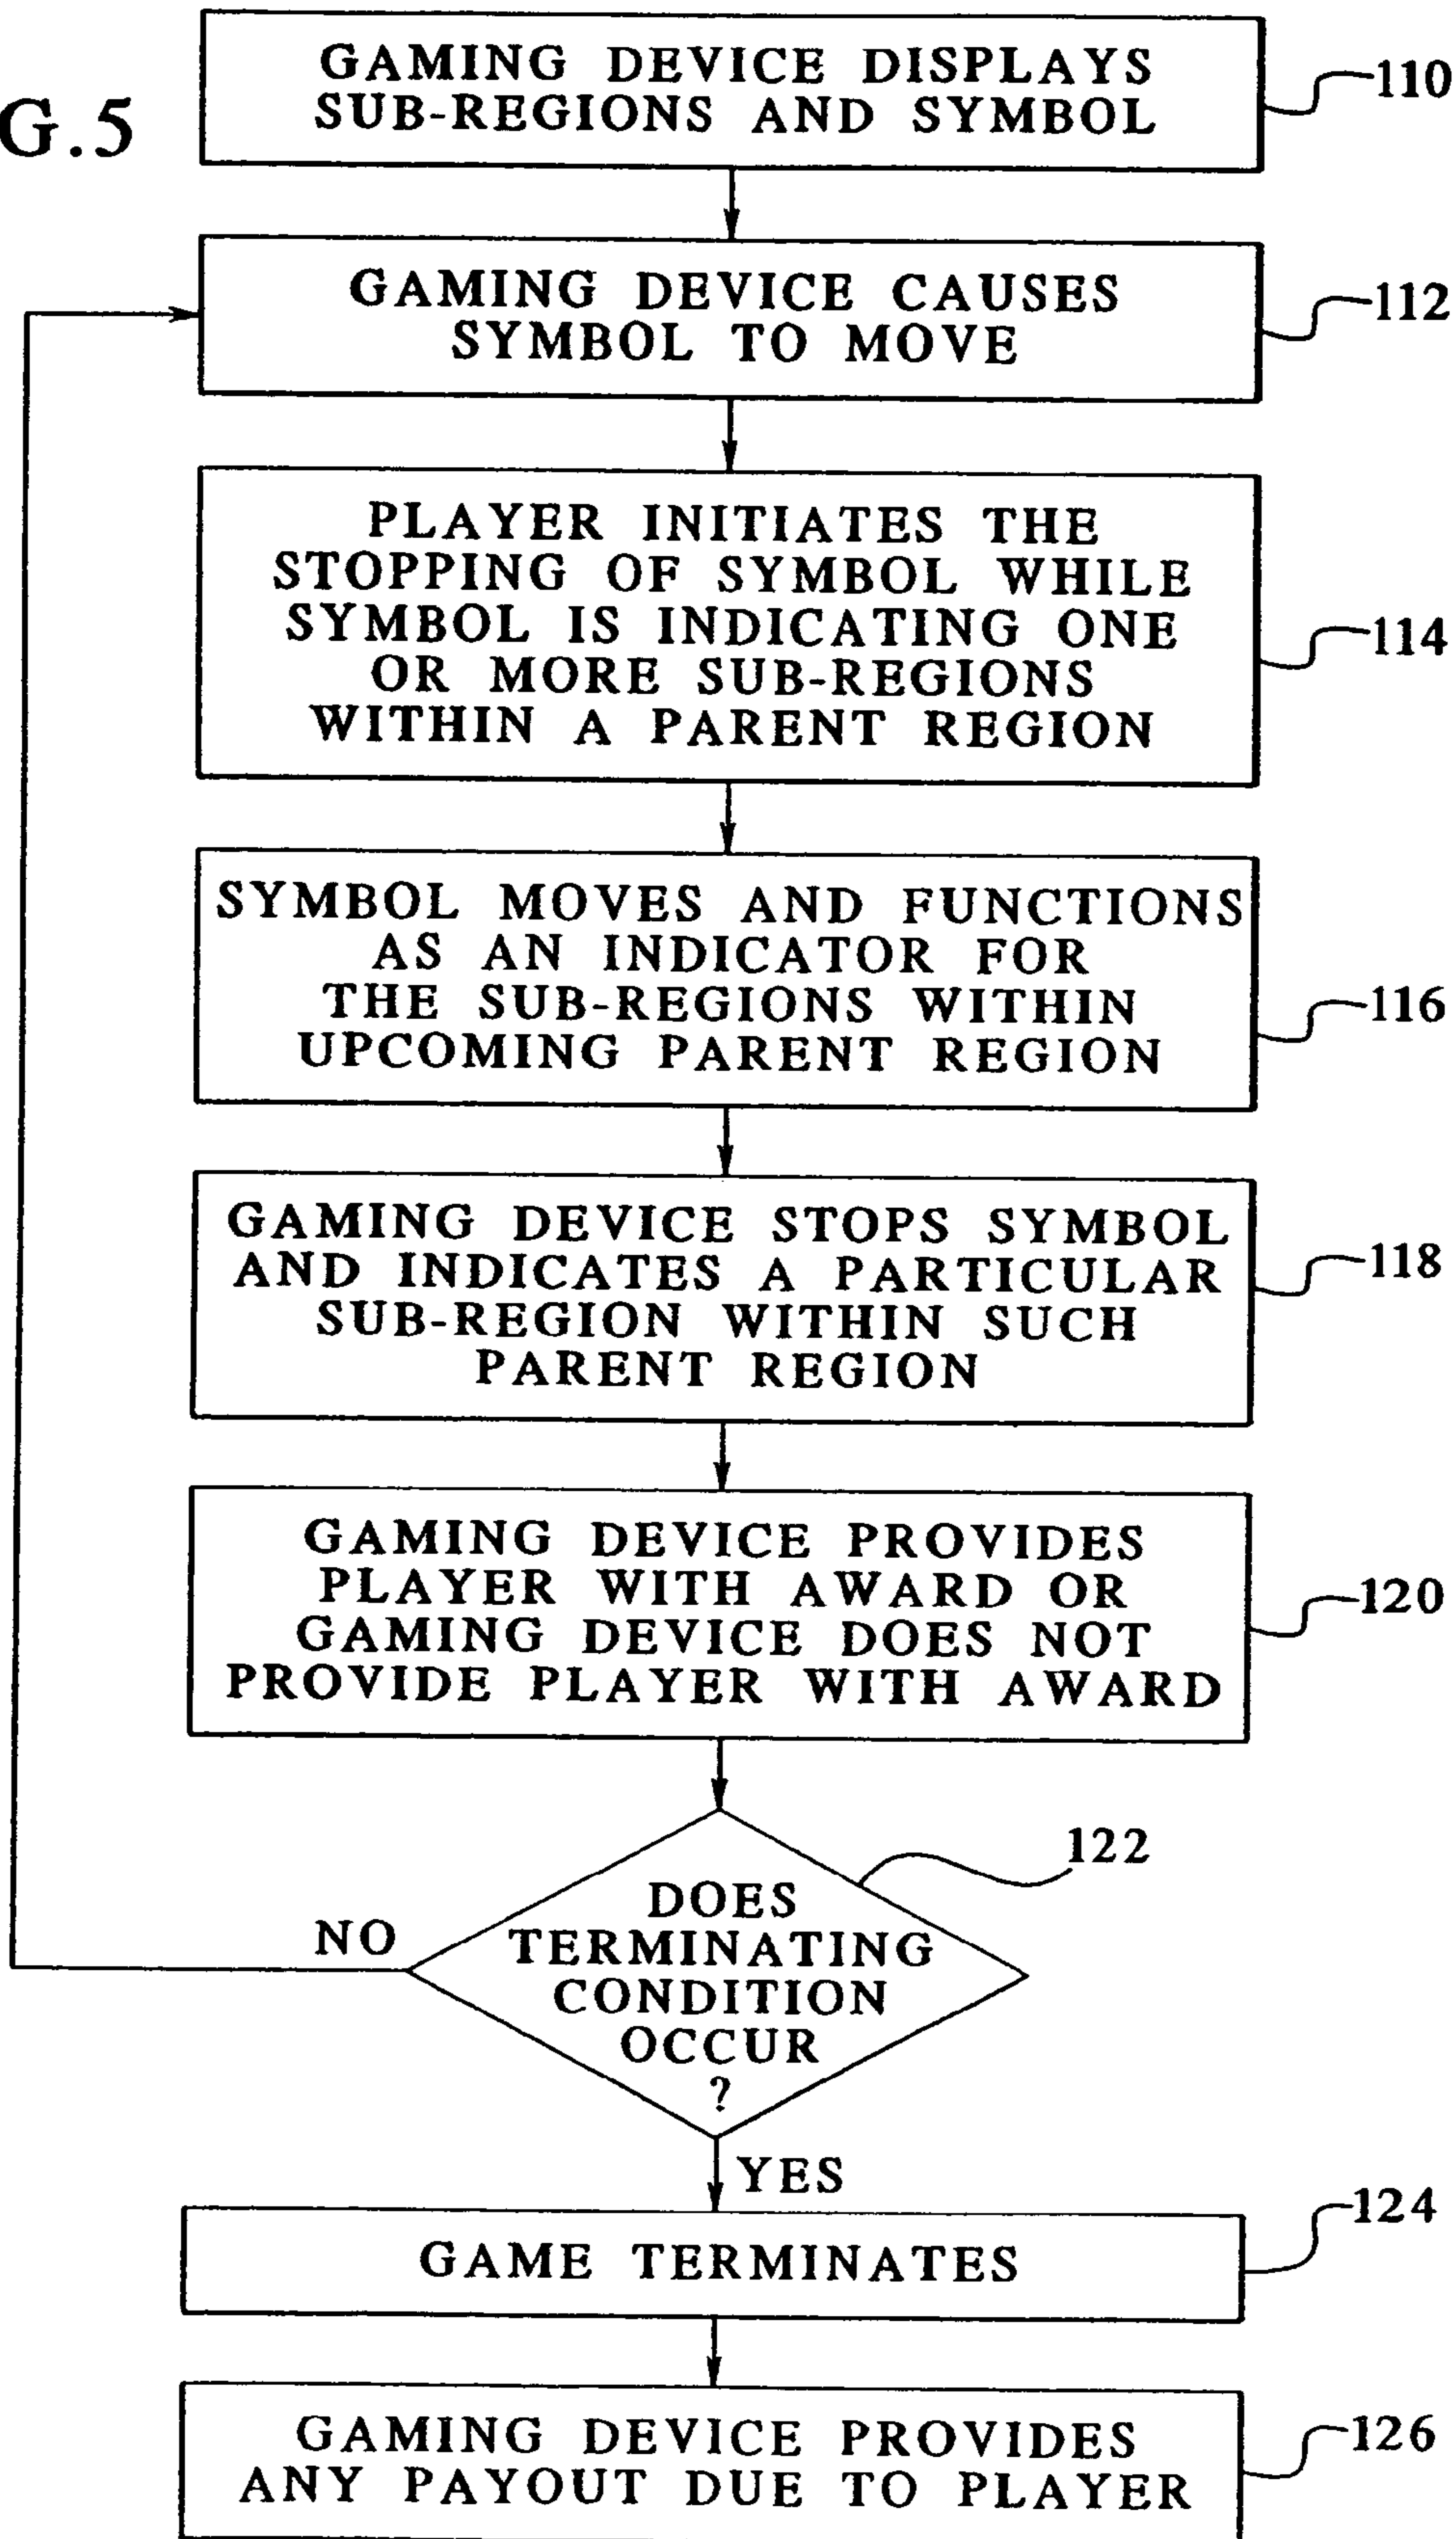 G.5
GAMING DEVICE DISPLAYS
SUB-REGIONS AND SYMBOL
110
GAMING DEVICE CAUSES
SYMBOL TO MOVE
112
PLAYER INITIATES THE
STOPPING OF SYMBOL WHILE
SYMBOL IS INDICATING ONE
OR MORE SUB-REGIONS
WITHIN A PARENT REGION
114
SYMBOL MOVES AND FUNCTIONS
AS AN INDICATOR FOR
THE SUB-REGIONS WITHIN
UPCOMING PARENT REGION
116
GAMING DEVICE STOPS SYMBOL
AND INDICATES A PARTICULAR
SUB-REGION WITHIN SUCH
PARENT REGION
118
GAMING DEVICE PROVIDES
PLAYER WITH AWARD OR
GAMING DEVICE DOES NOT
PROVIDE PLAYER WITH AWARD
120
122
NO
DOES
TERMINATING
CONDITION
OCCUR
?
YES
GAME TERMINATES
124
GAMING DEVICE PROVIDES
ANY PAYOUT DUE TO PLAYER
126